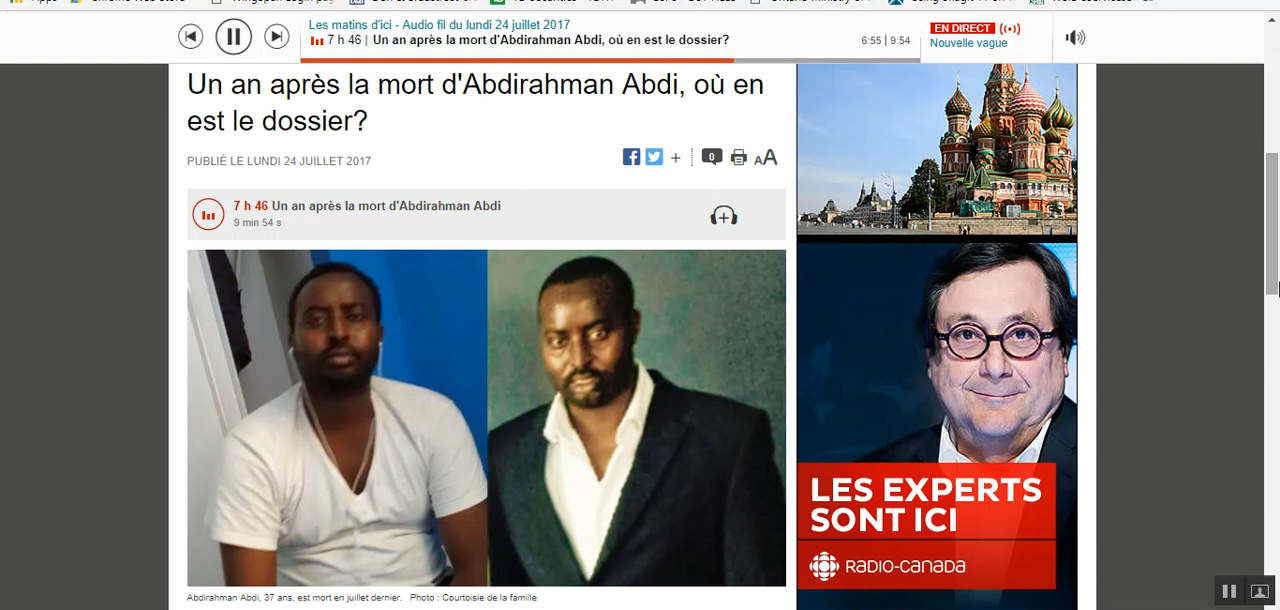 Les matins d'ici - Audio fil du lundi 24 juillet 2017
7 h 46 | Un an après la mort d'Abdirahman Abdi, où en est le dossier?
6:55 | 9:54
EN DIRECT
Nouvelle vague
Un an après la mort d'Abdirahman Abdi, où en
est le dossier?
PUBLIÉ LE LUNDI 24 JUILLET 2017
+
0
AA
7 h 46 Un an après la mort d'Abdirahman Abdi
9 min 54 s
Abdirahman Abdi, 37 ans, est mort en juillet dernier. Photo : Courtoisie de la famille
LES EXPERTS
SONT ICI
RADIO-CANADA